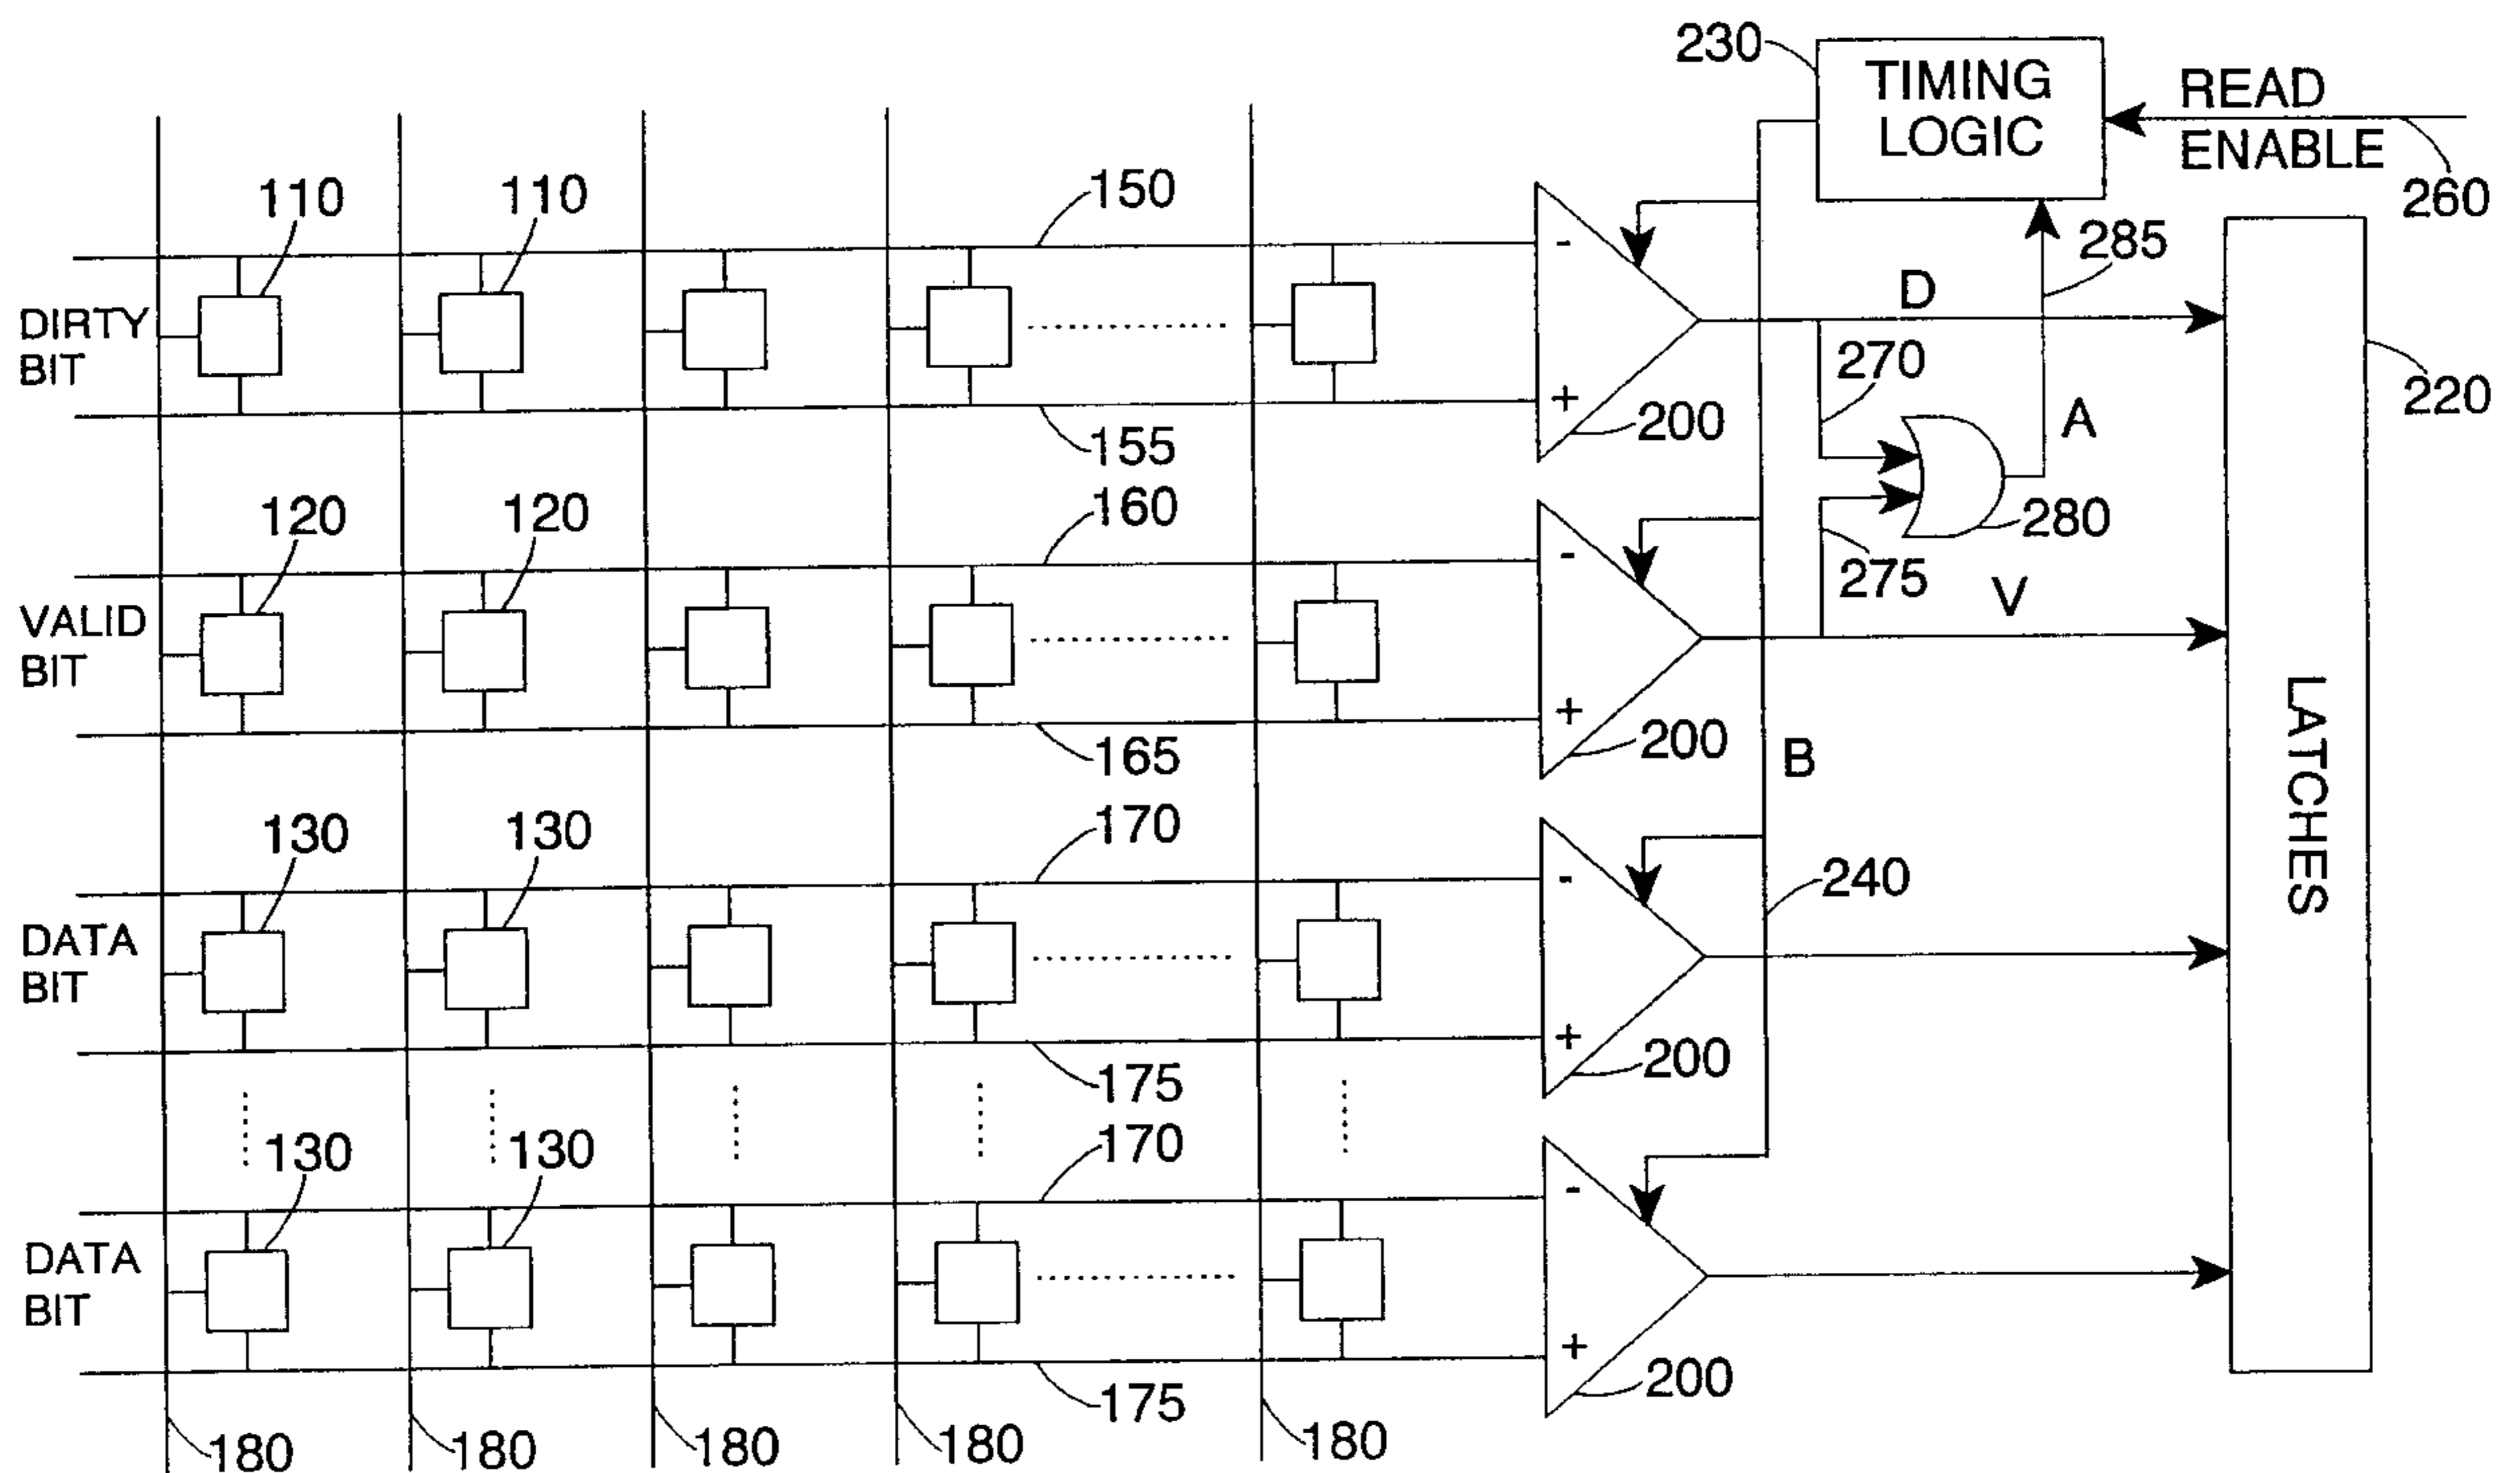 230
TIMING
LOGIC
READ
ENABLE
260
110
110
150
285
D
DIRTY
BIT
270
220
155
200
A
120
120
160
280
275
V
VALID
BIT
165
200
B
LATCHES
130
130
170
240
DATA
BIT
175
200
130
130
170
DATA
BIT
175
200
180
180
180
180
180
-
+
-
+
-
+
-
+